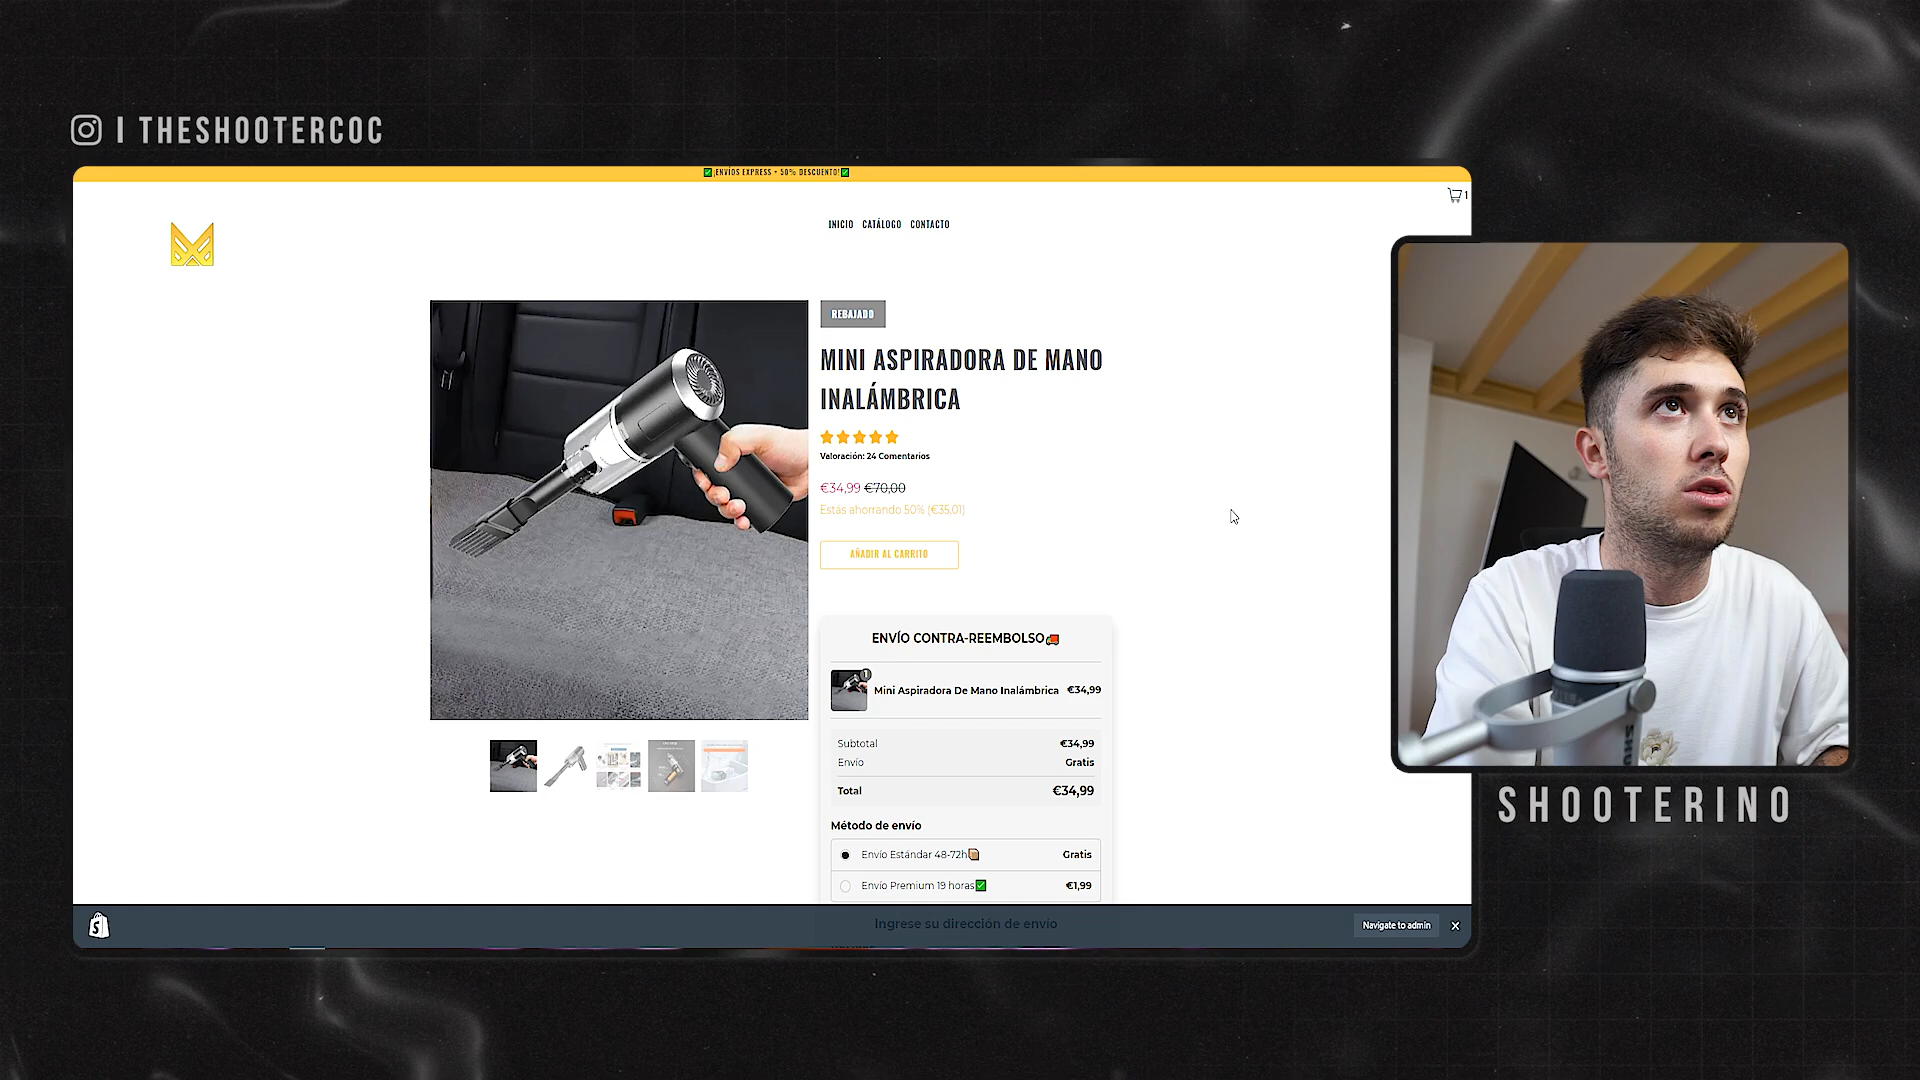 I THESHOOTERCOC
¡ENVÍOS EXPRESS + 50% DESCUENTO!
1
INICIO CATÁLOGO CONTACTO
REBAJADO
MINI ASPIRADORA DE MANO
INALÁMBRICA
Valoración: 24 Comentarios
€34,99 €70,00
Estás ahorrando 50% (€35,01)
AÑADIR AL CARRITO
ENVÍO CONTRA-REEMBOLSO
1
Mini Aspiradora De Mano Inalámbrica €34,99
Subtotal €34,99
Envío Gratis
Total €34,99
Método de envío
Envío Estándar 48-72h Gratis
Envío Premium 19 horas €1,99
Ingrese su dirección de envío
Navigate to admin
SHOOTERINO